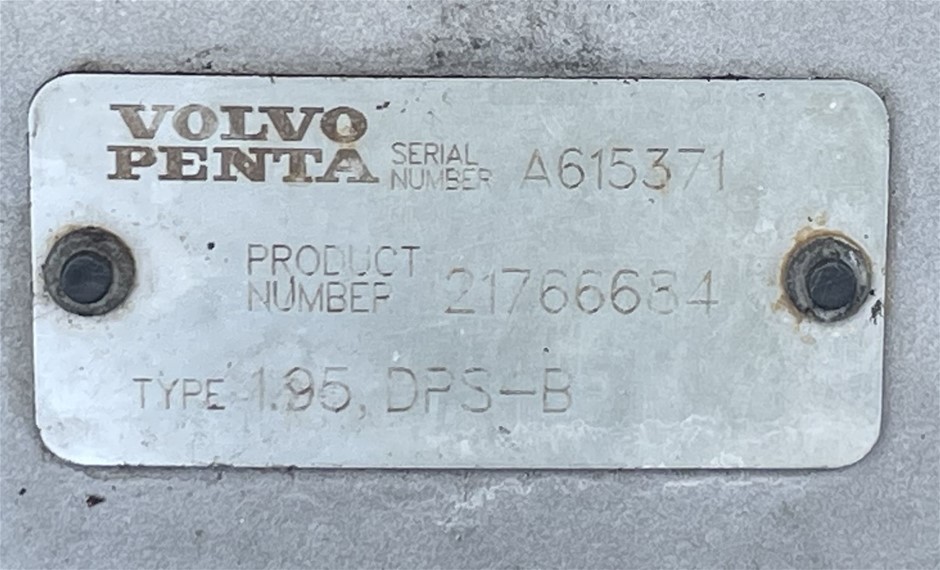 VOLVO
PENTA
SERIAL
NUMBER
A615371
PRODUCT
NUMBER
21766684
TYPE 1.95, DPS-B